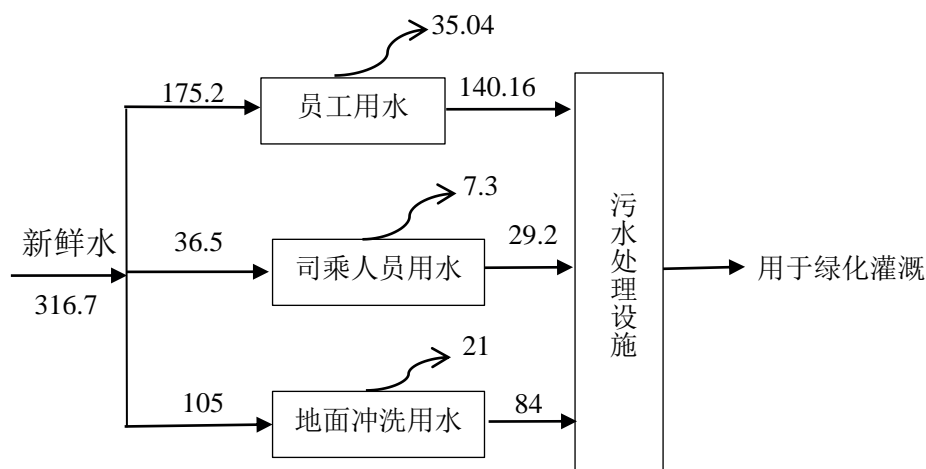 35.04
175.2
员工用水
140.16
7.3
新鲜水
316.7
36.5
司乘人员用水
29.2
21
105
地面冲洗用水
84
污水处理设施
用于绿化灌溉